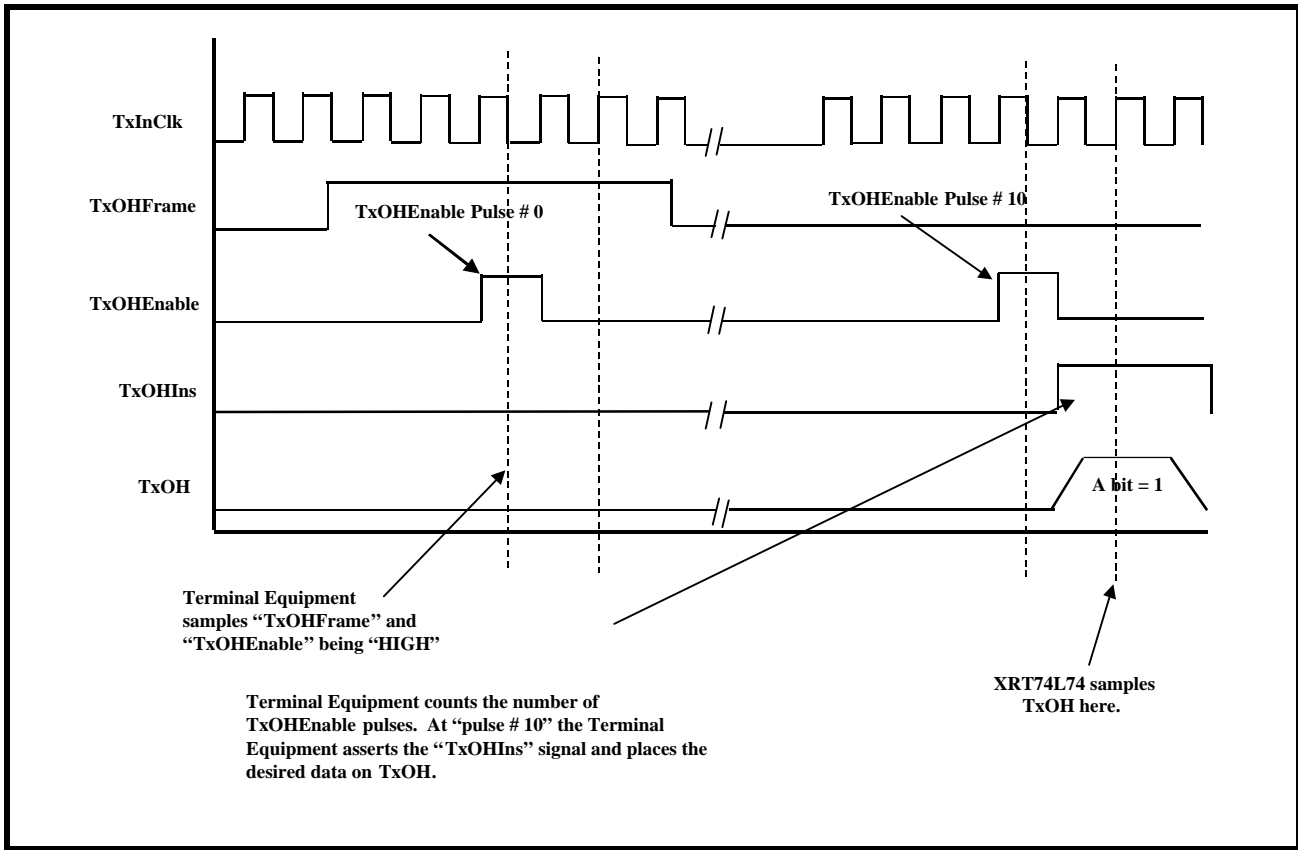 TxInClk
TxOHFrame
TxOHEnable Pulse # 0
TxOHEnable Pulse # 10
TxOHEnable
TxOHIns
TxOH
A bit = 1
Terminal Equipment
samples “TxOHFrame” and
“TxOHEnable” being “HIGH”
XRT74L74 samples
TxOH here.
Terminal Equipment counts the number of
TxOHEnable pulses. At “pulse # 10” the Terminal
Equipment asserts the “TxOHIns” signal and places the
desired data on TxOH.